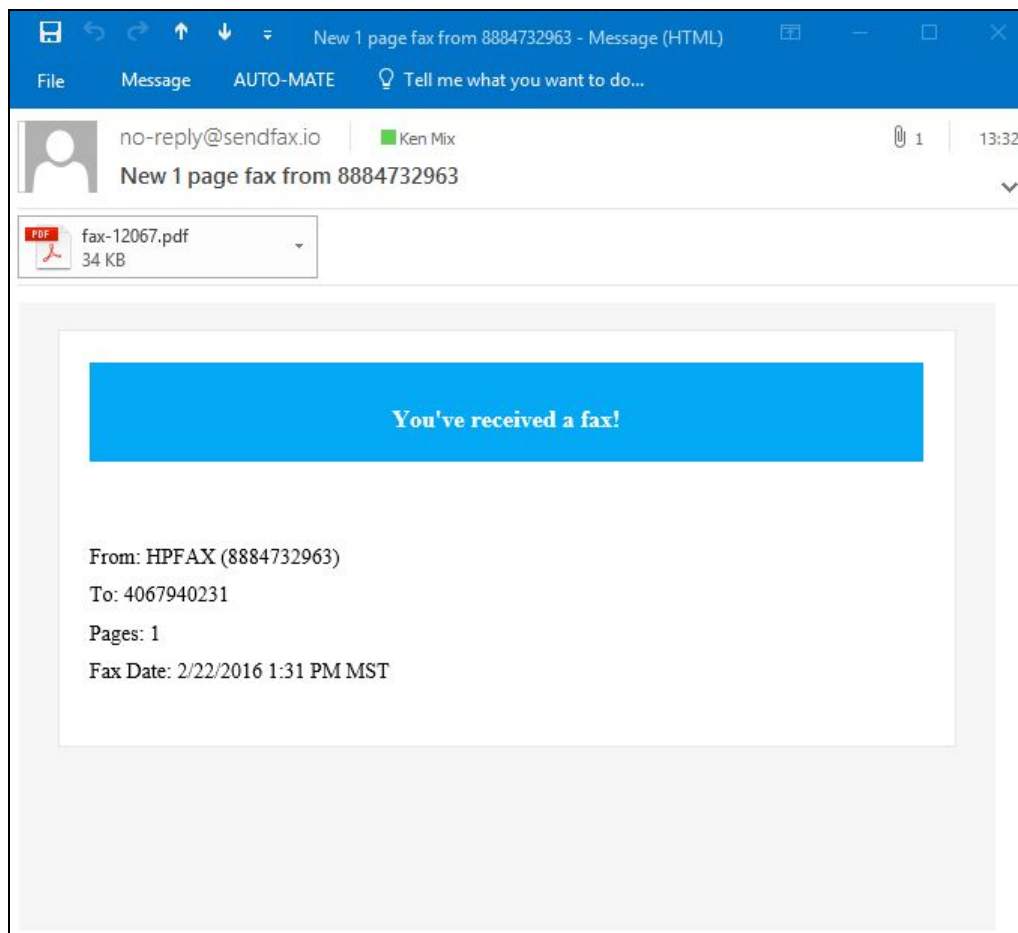 New 1 page fax from 8884732963 - Message (HTML)
File Message AUTO-MATE Tell me what you want to do...
no-reply@sendfax.io Ken Mix 1 13:32
New 1 page fax from 8884732963
PDF fax-12067.pdf
34 KB
You've received a fax!
From: HPFAX (8884732963)
To: 4067940231
Pages: 1
Fax Date: 2/22/2016 1:31 PM MST